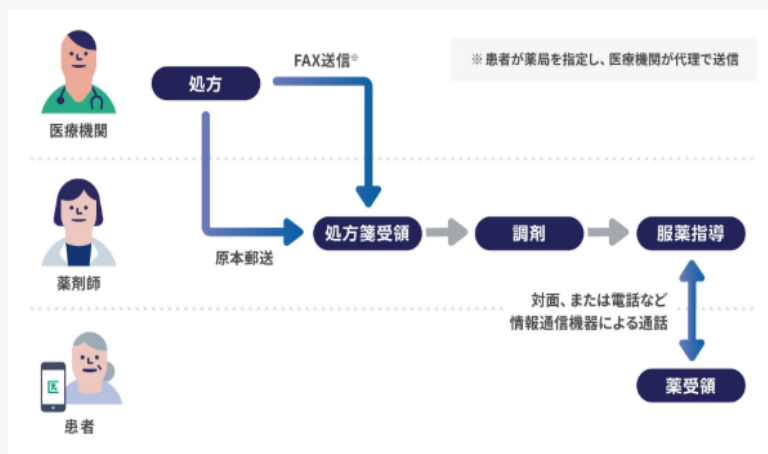 FAX送信※
※患者が薬局を指定し、医療機関が代理で送信
処方
医療機関
処方箋受領
調剤
服薬指導
原本郵送
薬剤師
対面、または電話など
情報通信機器による通話
医
薬受領
患者